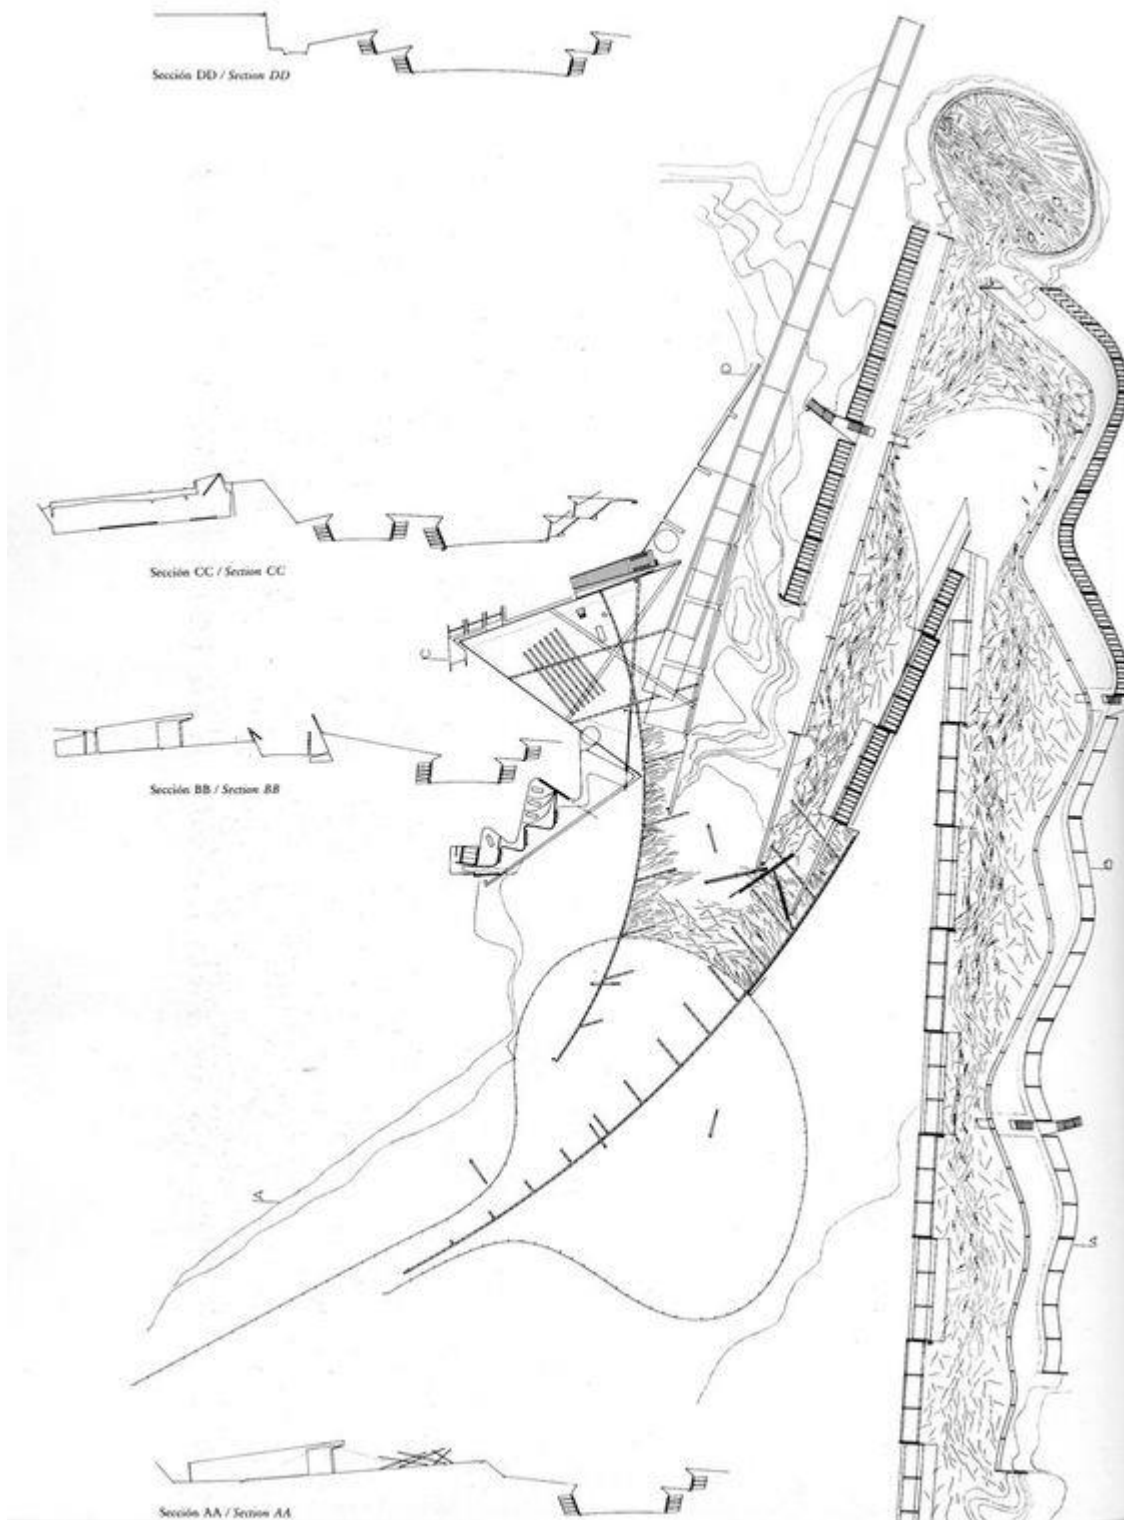 Sección DD / Section DD
Sección CC / Section CC
Sección BB / Section BB
Sección AA / Section AA